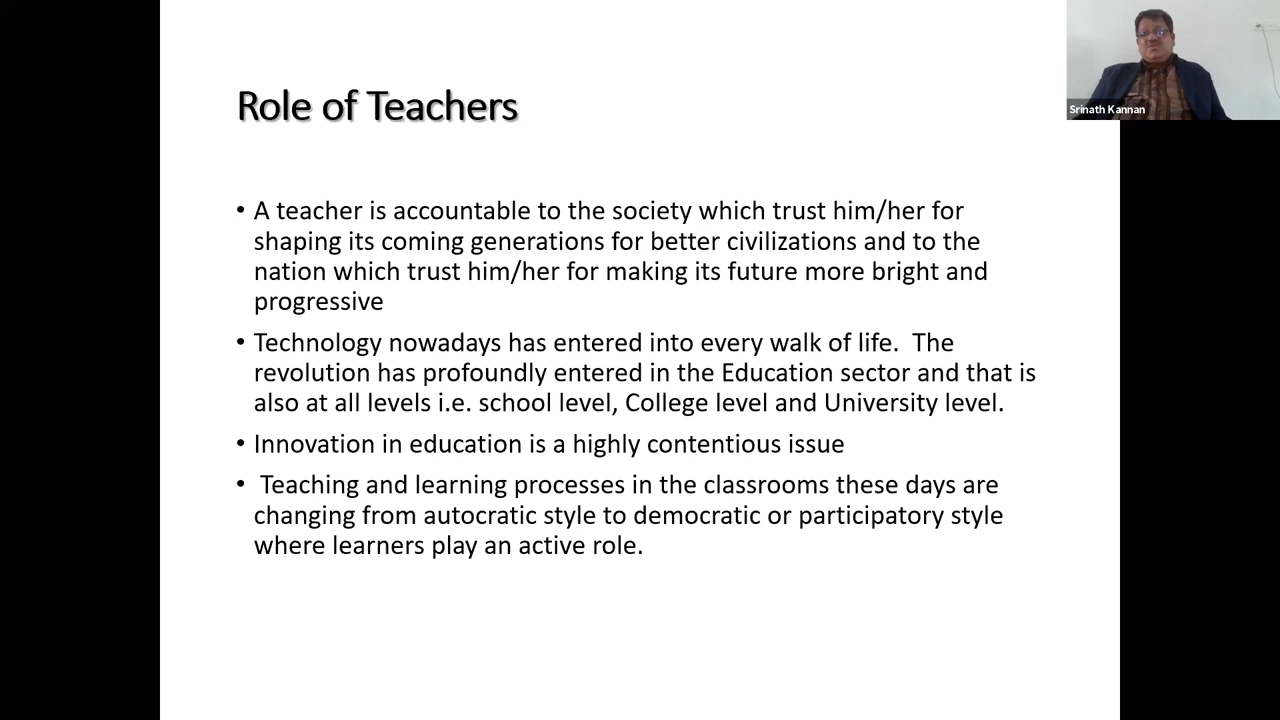 Role of Teachers
Srinath Kannan
• A teacher is accountable to the society which trust him/her for
shaping its coming generations for better civilizations and to the
nation which trust him/her for making its future more bright and
progressive
• Technology nowadays has entered into every walk of life.  The
revolution has profoundly entered in the Education sector and that is
also at all levels i.e. school level, College level and University level.
• Innovation in education is a highly contentious issue
•  Teaching and learning processes in the classrooms these days are
changing from autocratic style to democratic or participatory style
where learners play an active role.